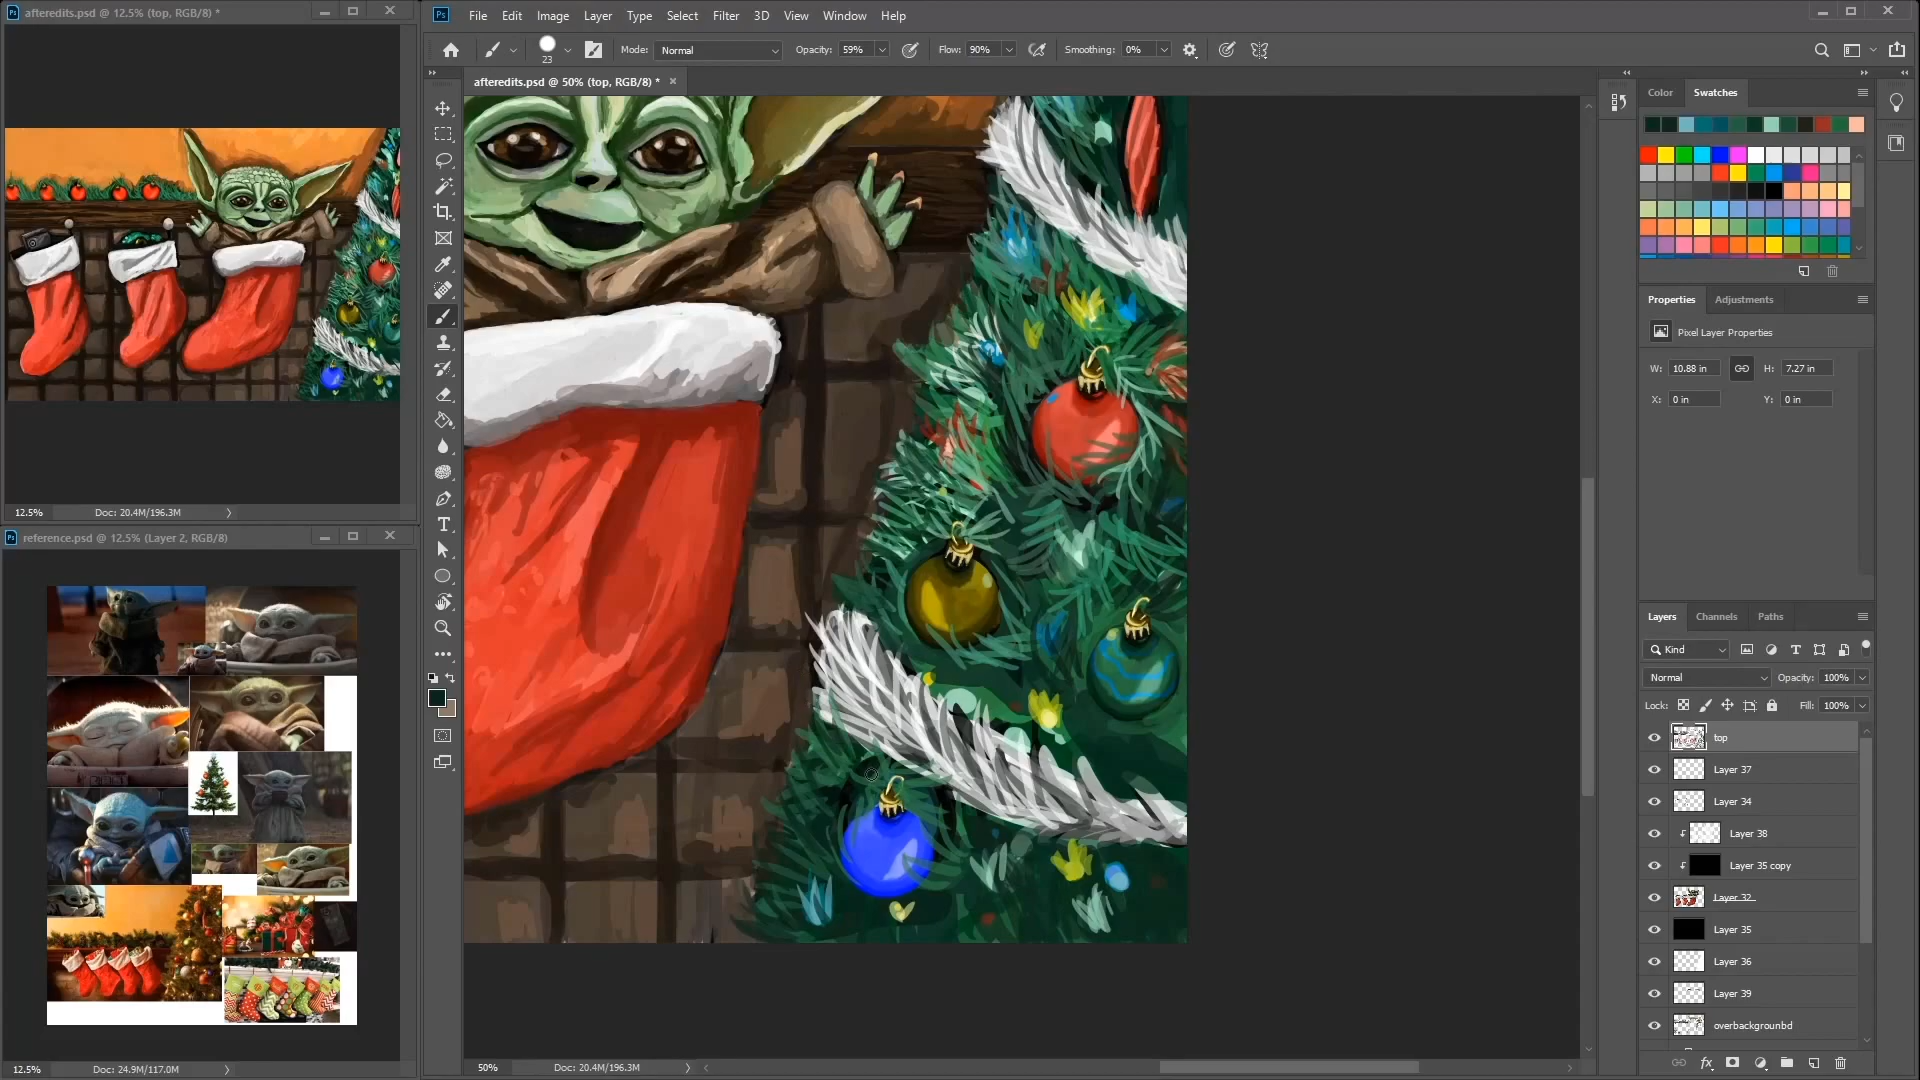 afteredits.psd @ 12.5% (top, RGB/8) *
12.5%
Doc: 20.4M/196.3M
reference.psd @ 12.5% (Layer 2, RGB/8)
12.5%
Doc: 24.9M/117.0M
Ps
File Edit Image Layer Type Select Filter 3D View Window Help
23
Mode: Normal
Opacity: 59%
Flow: 90%
Smoothing: 0%
afteredits.psd @ 50% (top, RGB/8) *
50%
Doc: 20.4M/196.3M
Color Swatches
Properties Adjustments
Pixel Layer Properties
W: 10.88 in H: 7.27 in
X: 0 in Y: 0 in
Layers Channels Paths
Kind
Normal Opacity: 100%
Lock: Fill: 100%
top
Layer 37
Layer 34
Layer 38
Layer 35 copy
Layer 32
Layer 35
Layer 36
Layer 39
overbackgrounbd
fx